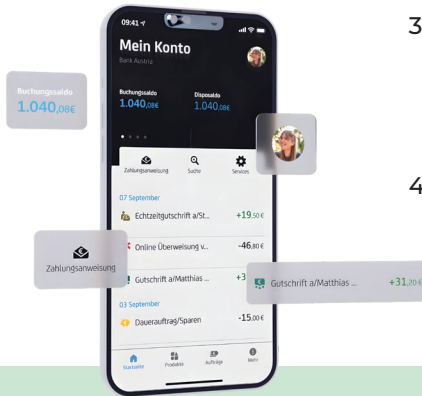 3
09:41
Mein Konto
Bank Austria
Buchungssaldo
1.040,08€
Buchungssaldo
1.040,08€
Disposaldo
1.040,08€
Zahlungsanweisung
Suche
Services
4
07 September
Echtzeitgutschrift a/St... +19,50 €
Online Überweisung v... -46,80 €
Zahlungsanweisung
Gutschrift a/Matthias ... +3
Gutschrift a/Matthias ... +31,20 €
03 September
Dauerauftrag/Sparen -15,00 €
Startseite
Produkte
Aufträge
Mehr